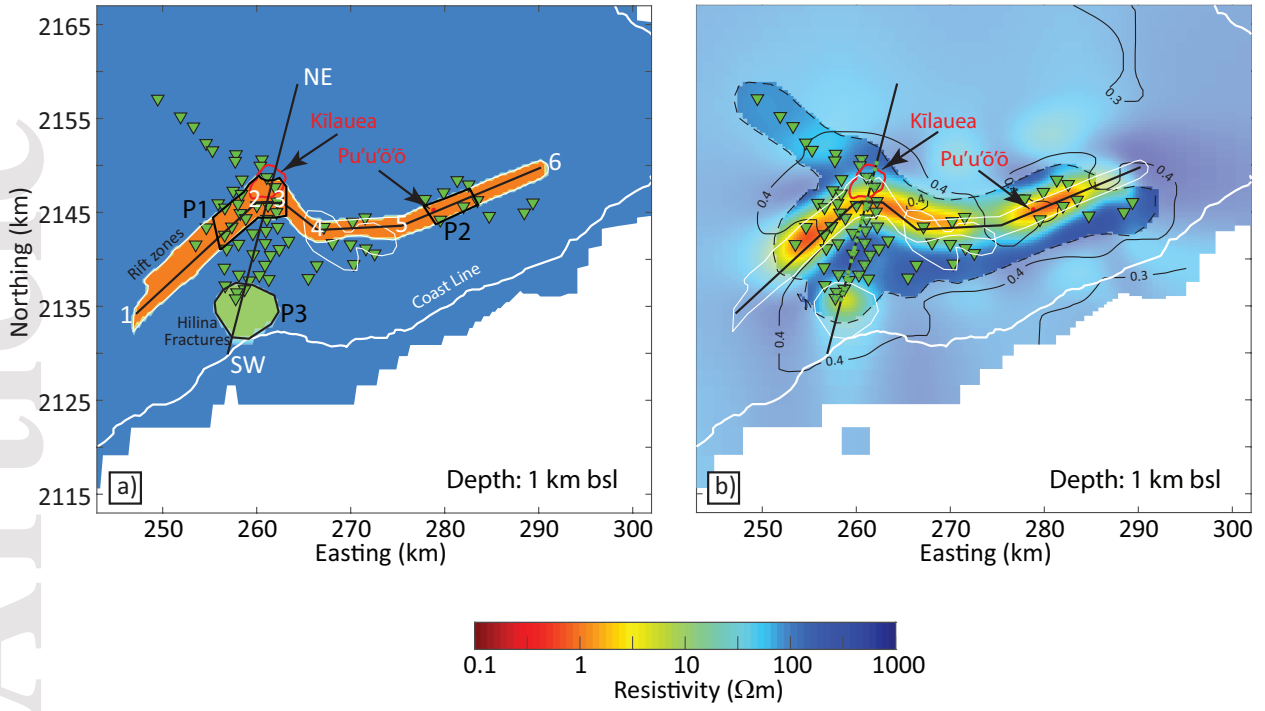 2165
2155
2145
2135
2125
2115
Northing (km)
NE
Kīlauea
Pu'u'ō'ō
P1
2
3
4
5
6
P2
Rift zones
1
Hilina
Fractures
P3
Coast Line
SW
a)
Depth: 1 km bsl
250
260
270
280
290
300
Easting (km)
0.3
Kīlauea
Pu'u'ō'ō
0.4
0.4
0.4
0.4
0.4
0.3
0.4
0.4
b)
Depth: 1 km bsl
250
260
270
280
290
300
Easting (km)
0.1
1
10
100
1000
Resistivity (Ωm)